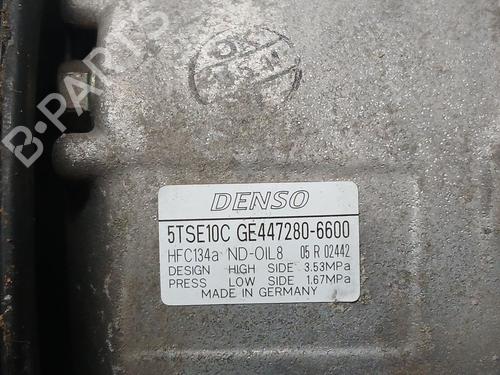 B-PARTS
DENSO
5TSE10C GE447280-6600
HFC134a ND-OIL8 05 R 02442
DESIGN HIGH SIDE 3.53MPa
PRESS LOW SIDE 1.67MPa
MADE IN GERMANY